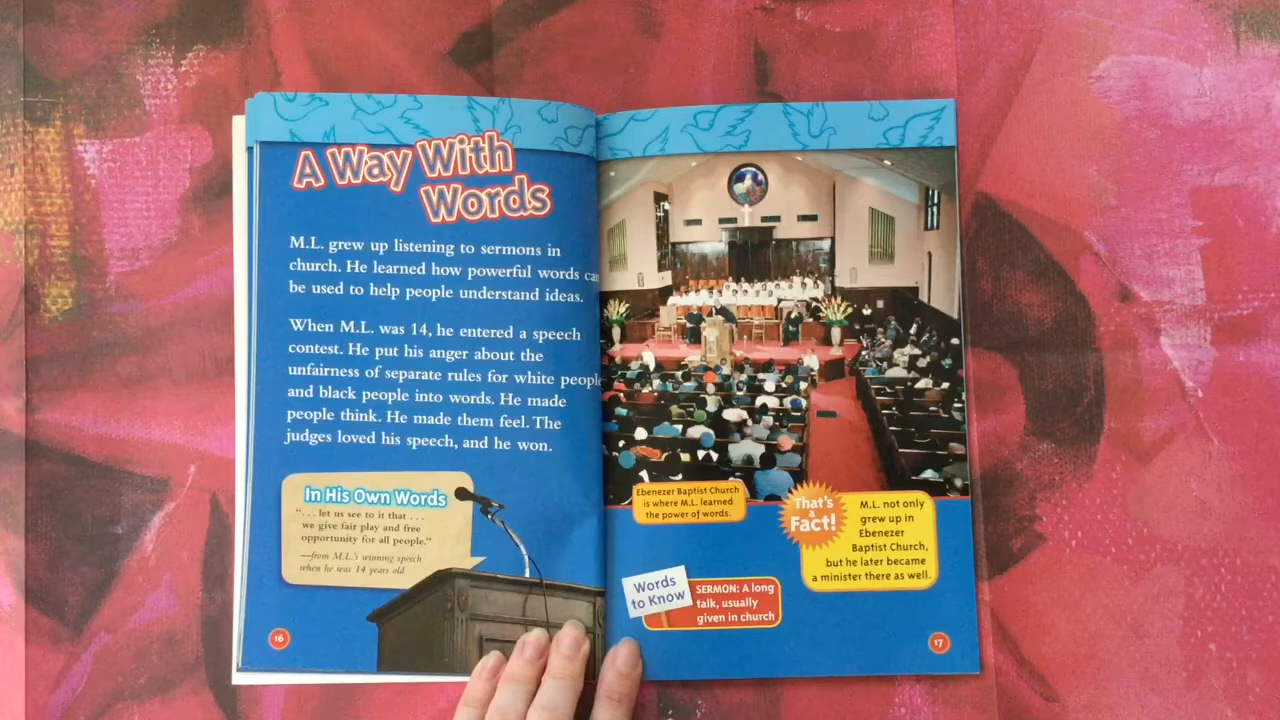 A Way With
Words
M.L. grew up listening to sermons in
church. He learned how powerful words can
be used to help people understand ideas.
When M.L. was 14, he entered a speech
contest. He put his anger about the
unfairness of separate rules for white people
and black people into words. He made
people think. He made them feel. The
judges loved his speech, and he won.
In His Own Words
“. . . let us see to it that . . .
we give fair play and free
opportunity for all people.”
—from M.L.’s winning speech
when he was 14 years old
16
Ebenezer Baptist Church
is where M.L. learned
the power of words.
That’s
a
Fact!
M.L. not only
grew up in
Ebenezer
Baptist Church,
but he later became
a minister there as well.
Words
to Know
SERMON: A long
talk, usually
given in church
17